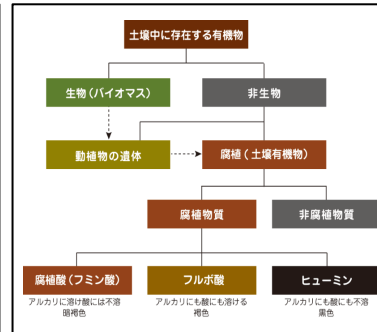 土壌中に存在する有機物
生物(バイオマス)
非生物
動植物の遺体
腐植(土壌有機物)
腐植物質
非腐植物質
腐植酸(フミン酸)
フルボ酸
ヒューミン
アルカリに溶け酸には不溶
暗褐色
アルカリにも酸にも溶ける
褐色
アルカリにも酸にも不溶
黒色